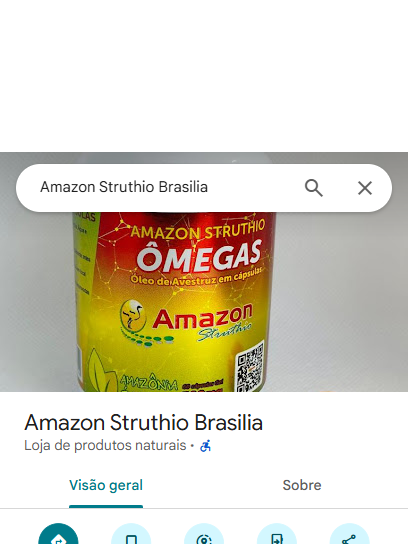 Amazon Struthio Brasilia
AMAZON STRUTHIO
ÔMEGAS
Óleo de Avestruz em cápsulas
Amazon
Struthio
AMAZÔNIA
Amazon Struthio Brasilia
Loja de produtos naturais •
Visão geral
Sobre